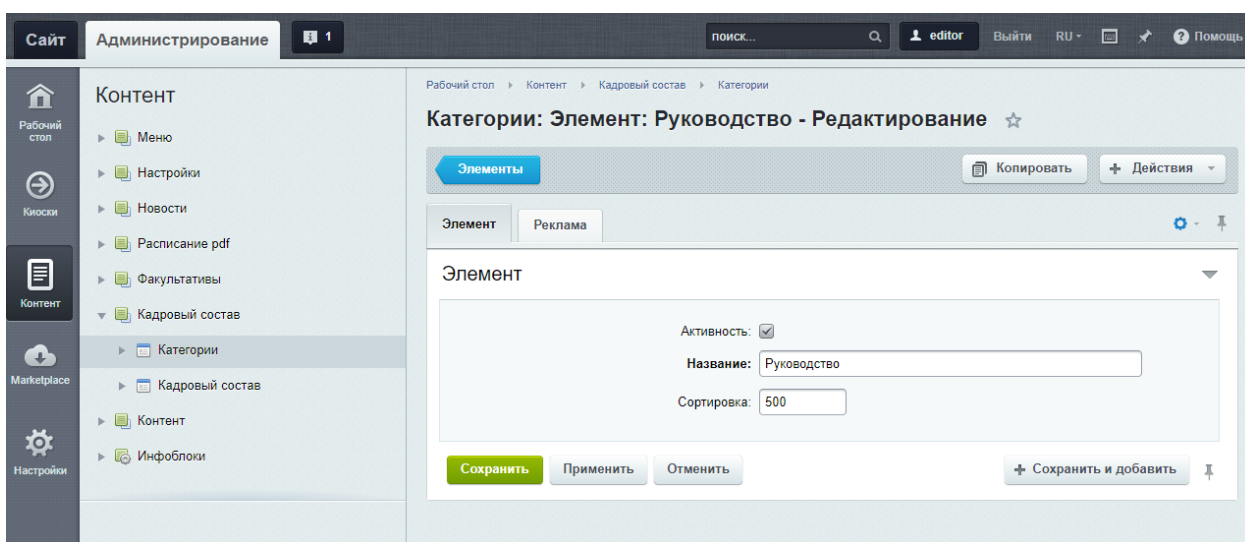 Сайт
Администрирование
1
поиск...
editor
Выйти
RU
Помощь
Рабочий
стол
Киоски
Контент
Marketplace
Настройки
Контент
Меню
Настройки
Новости
Расписание pdf
Факультативы
Кадровый состав
Категории
Кадровый состав
Контент
Инфоблоки
Рабочий стол
Контент
Кадровый состав
Категории
Категории: Элемент: Руководство - Редактирование
Элементы
Копировать
+ Действия
Элемент
Реклама
Элемент
Активность:
Название: Руководство
Сортировка: 500
Сохранить
Применить
Отменить
+ Сохранить и добавить